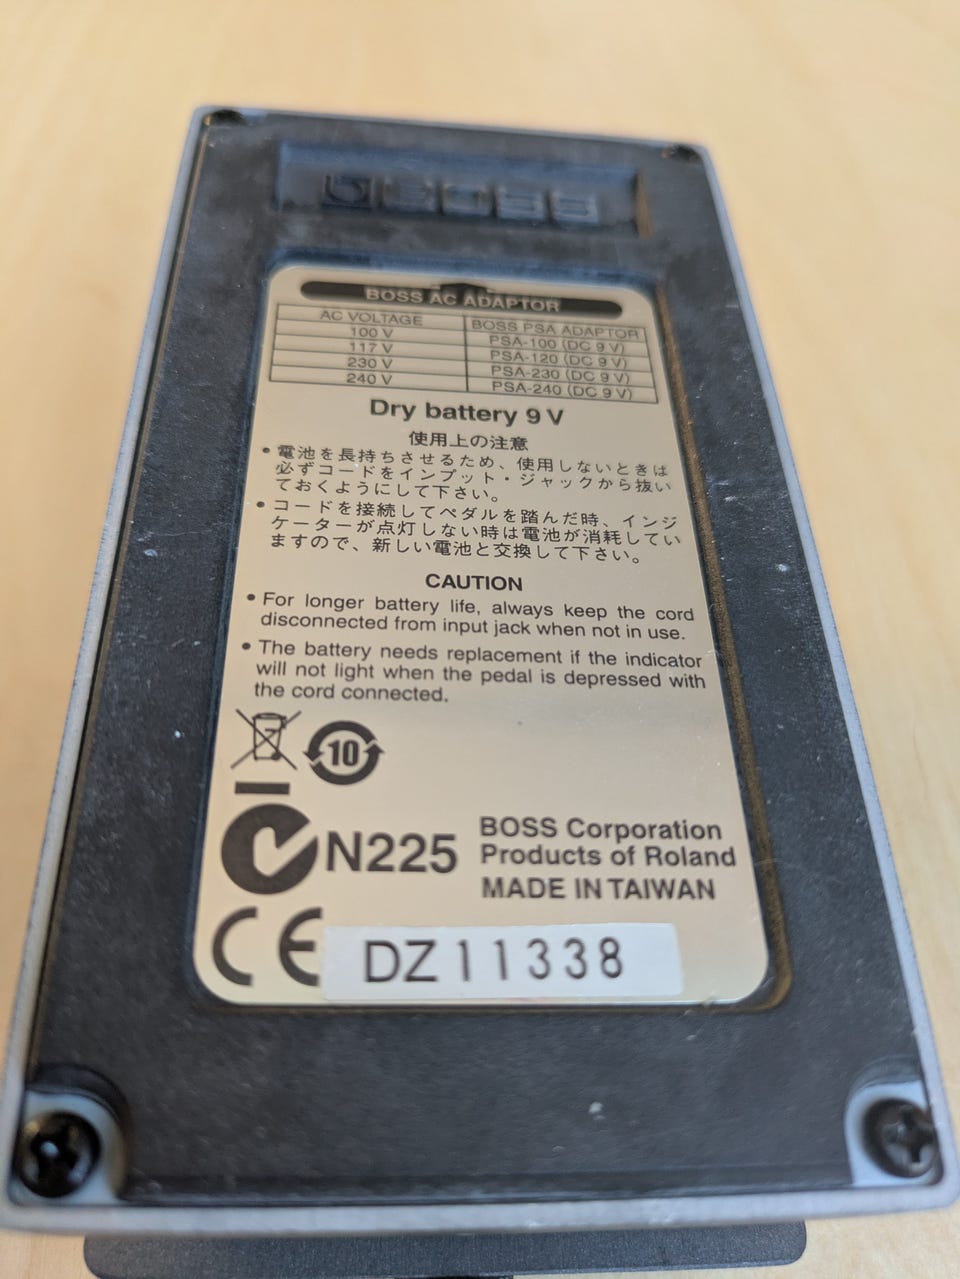 BOSS
BOSS AC ADAPTOR
AC VOLTAGE BOSS PSA ADAPTOR
100 V PSA-100 (DC 9 V)
117 V PSA-120 (DC 9 V)
230 V PSA-230 (DC 9 V)
240 V PSA-240 (DC 9 V)
Dry battery 9 V
使用上の注意
• 電池を長持ちさせるため、使用しないときは
必ずコードをインプット・ジャックから抜い
ておくようにして下さい。
• コードを接続してペダルを踏んだ時、インジ
ケーターが点灯しない時は電池が消耗してい
ますので、新しい電池と交換して下さい。
CAUTION
• For longer battery life, always keep the cord
disconnected from input jack when not in use.
• The battery needs replacement if the indicator
will not light when the pedal is depressed with
the cord connected.
10
N225
BOSS Corporation
Products of Roland
MADE IN TAIWAN
CE
DZ11338